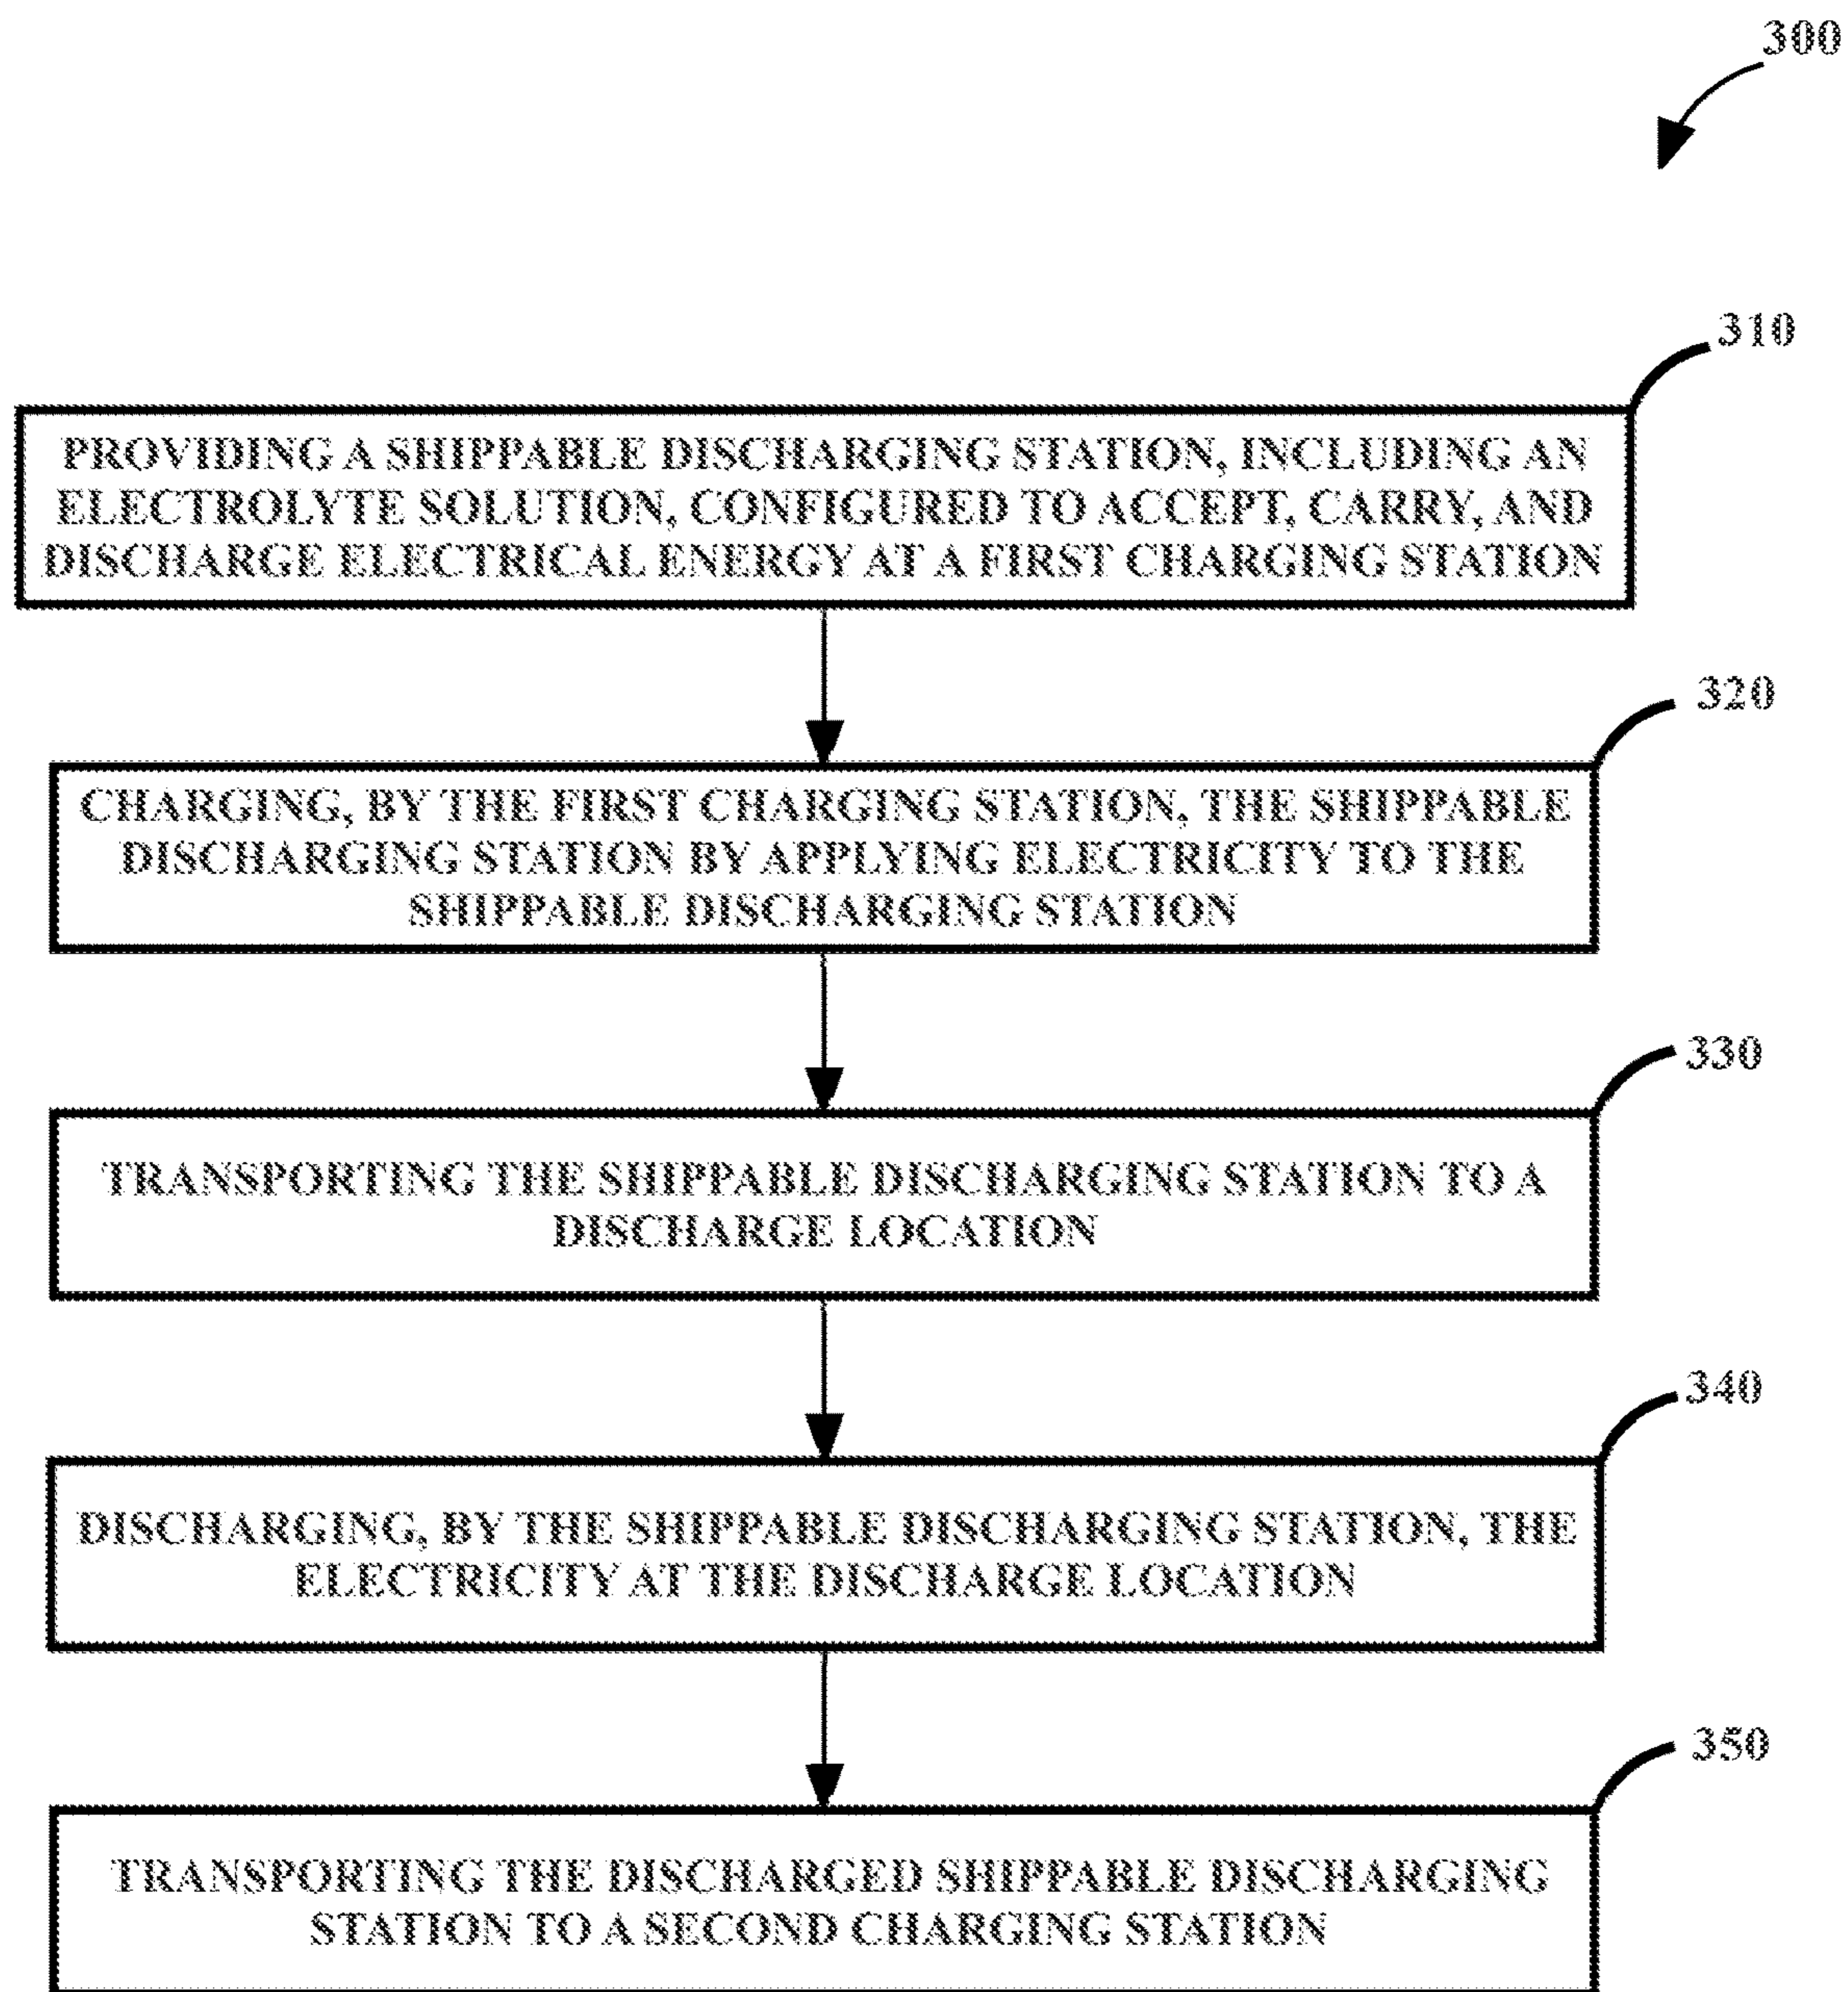 300
310
PROVIDING A SHIPPABLE DISCHARGING STATION, INCLUDING AN
ELECTROLYTE SOLUTION, CONFIGURED TO ACCEPT, CARRY, AND
DISCHARGE ELECTRICAL ENERGY AT A FIRST CHARGING STATION
320
CHARGING, BY THE FIRST CHARGING STATION, THE SHIPPABLE
DISCHARGING STATION BY APPLYING ELECTRICITY TO THE
SHIPPABLE DISCHARGING STATION
330
TRANSPORTING THE SHIPPABLE DISCHARGING STATION TO A
DISCHARGE LOCATION
340
DISCHARGING, BY THE SHIPPABLE DISCHARGING STATION, THE
ELECTRICITY AT THE DISCHARGE LOCATION
350
TRANSPORTING THE DISCHARGED SHIPPABLE DISCHARGING
STATION TO A SECOND CHARGING STATION